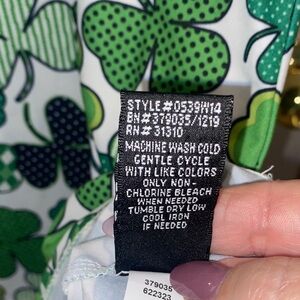 STYLE#0539W14
BN#379035/1219
RN# 31310
MACHINE WASH COLD
GENTLE CYCLE
WITH LIKE COLORS
ONLY NON-
CHLORINE BLEACH
WHEN NEEDED
TUMBLE DRY LOW
COOL IRON
IF NEEDED
379035
622323